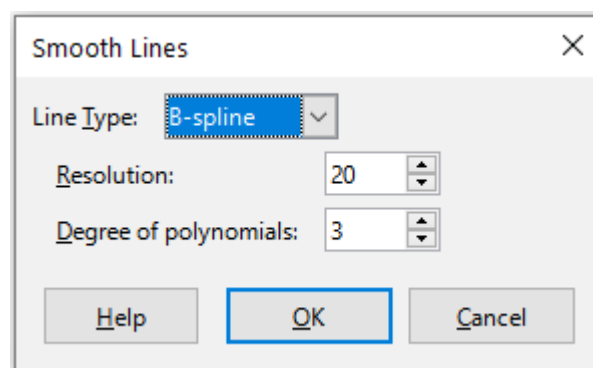 Smooth Lines
Line Type: B-spline
Resolution: 20
Degree of polynomials: 3
Help OK Cancel